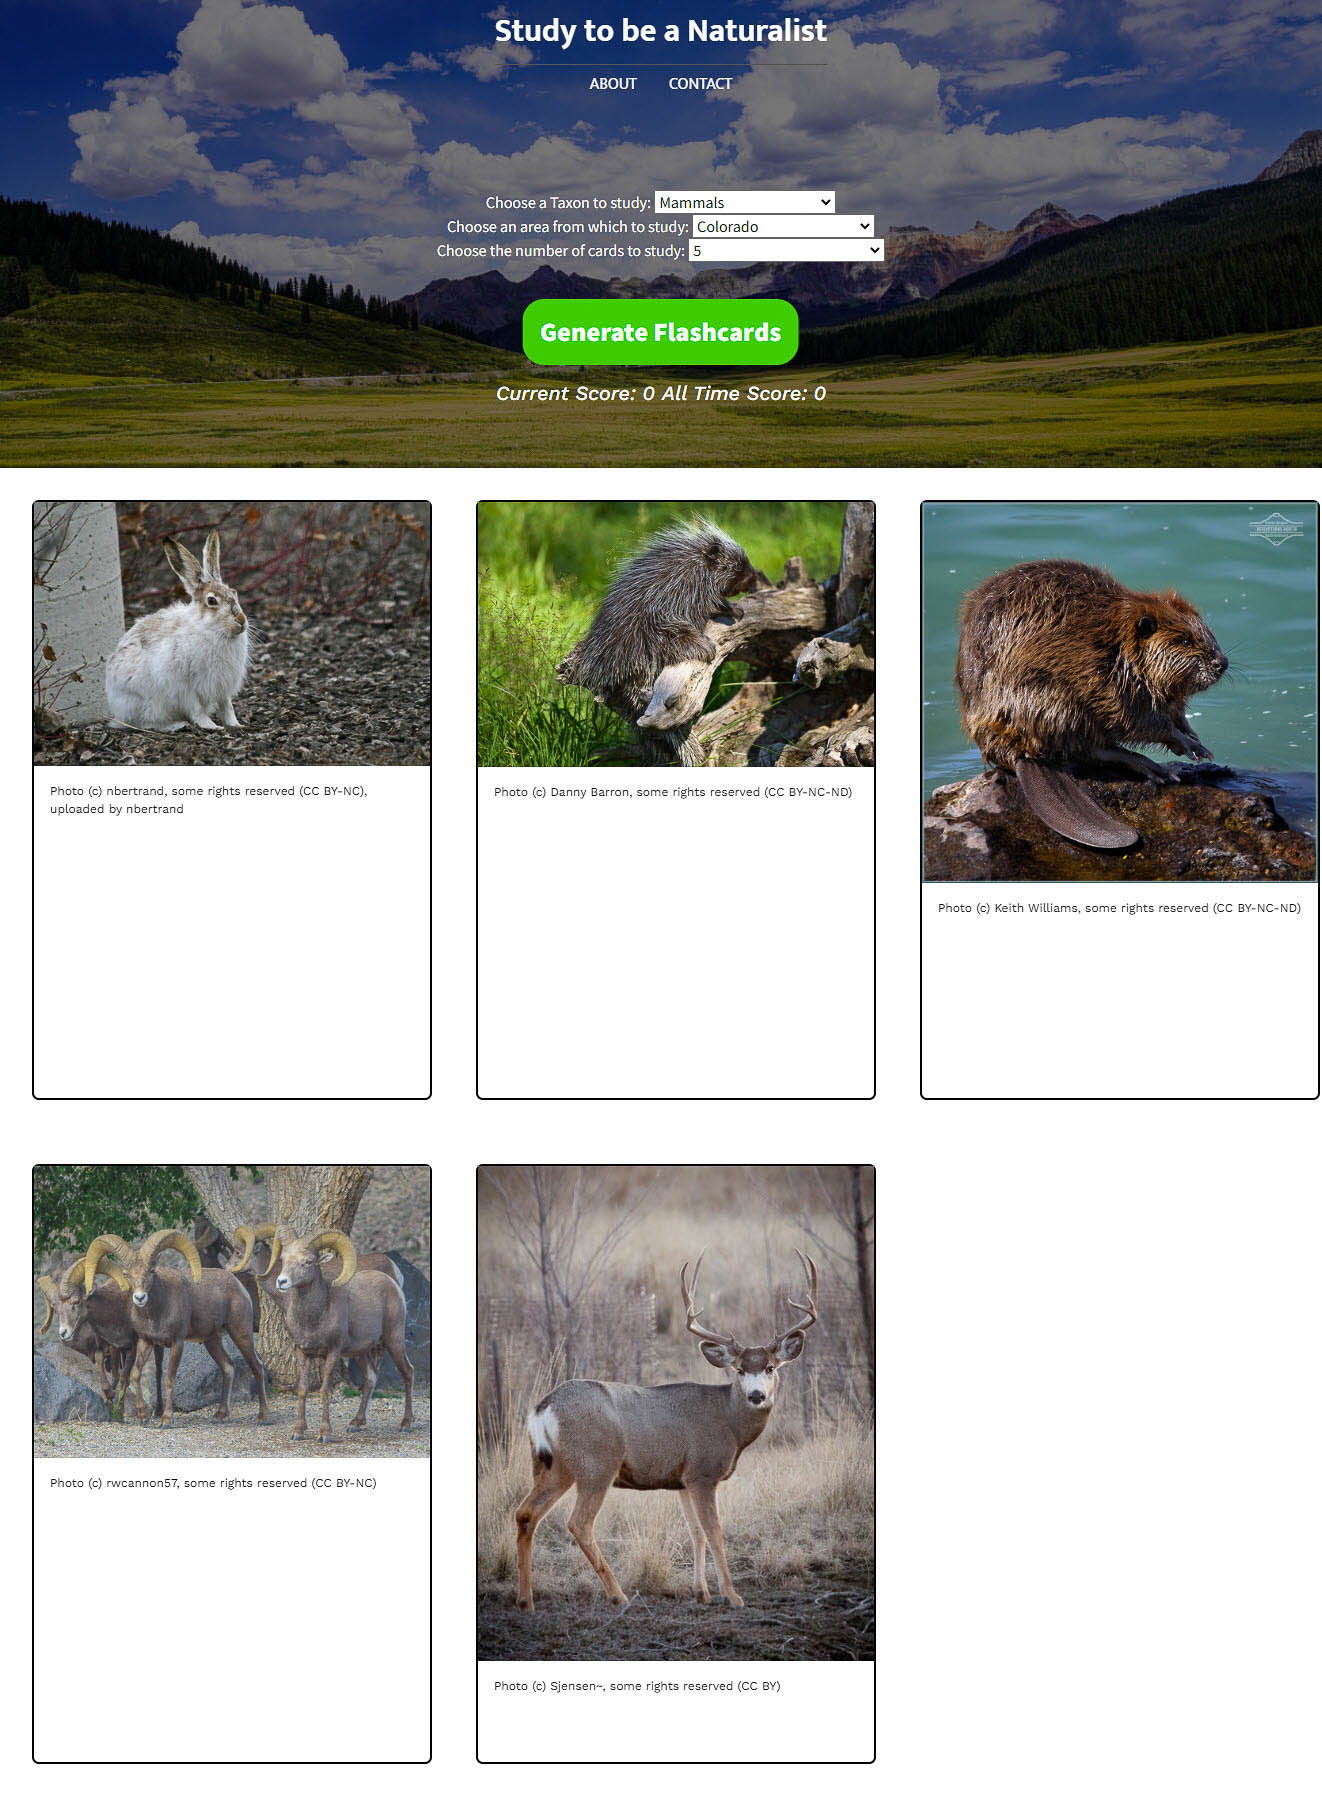 Study to be a Naturalist
ABOUT CONTACT
Choose a Taxon to study: Mammals
Choose an area from which to study: Colorado
Choose the number of cards to study: 5
Generate Flashcards
Current Score: 0 All Time Score: 0
Photo (c) nbertrand, some rights reserved (CC BY-NC),
uploaded by nbertrand
Photo (c) Danny Barron, some rights reserved (CC BY-NC-ND)
Photo (c) Keith Williams, some rights reserved (CC BY-NC-ND)
Photo (c) rwcannon57, some rights reserved (CC BY-NC)
Photo (c) Sjensen~, some rights reserved (CC BY)